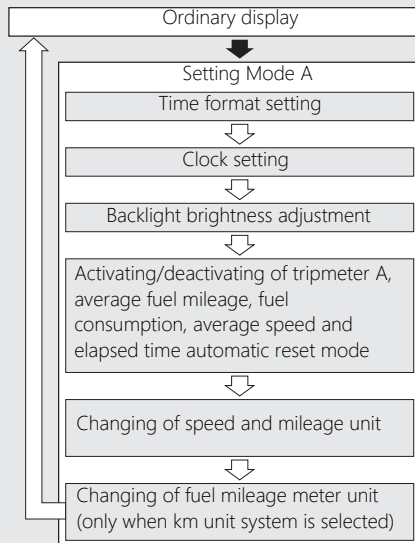 Ordinary display
Setting Mode A
Time format setting
Clock setting
Backlight brightness adjustment
Activating/deactivating of tripmeter A,
average fuel mileage, fuel
consumption, average speed and
elapsed time automatic reset mode
Changing of speed and mileage unit
Changing of fuel mileage meter unit
(only when km unit system is selected)